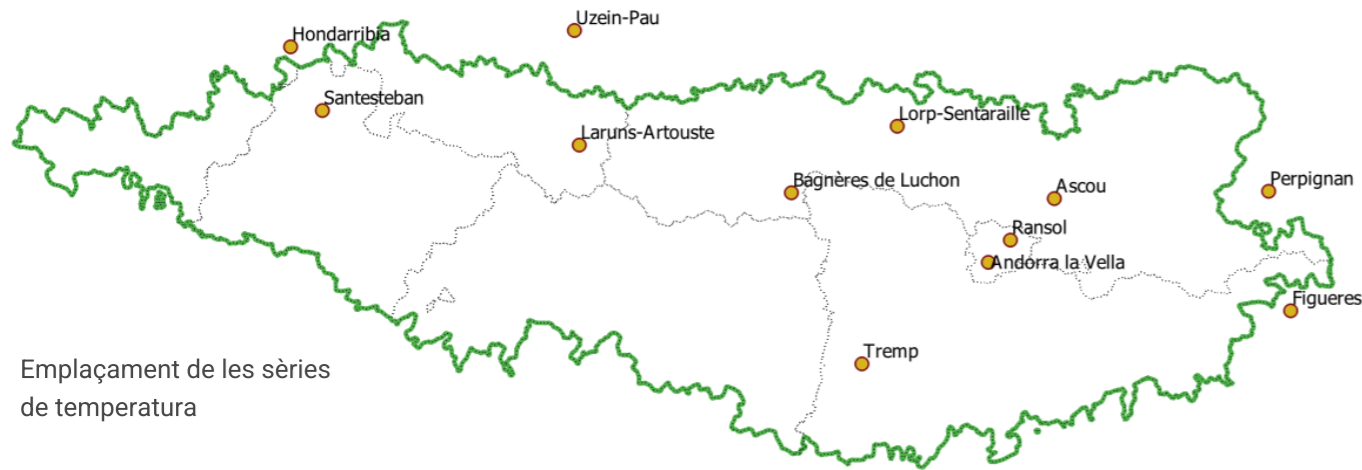 Uzein-Pau
Hondarribia
Santesteban
Lorp-Sentaraille
Laruns-Artouste
Bagnères de Luchon
Ascou
Perpignan
Ransol
Andorra la Vella
Figueres
Tremp
Emplaçament de les sèries
de temperatura